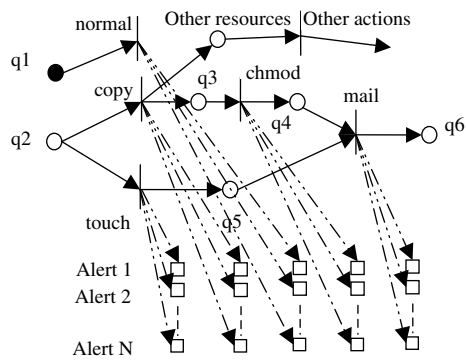 Other resources
Other actions
normal
q1
copy
q3
chmod
q4
mail
q6
q2
q5
touch
Alert 1
Alert 2
Alert N